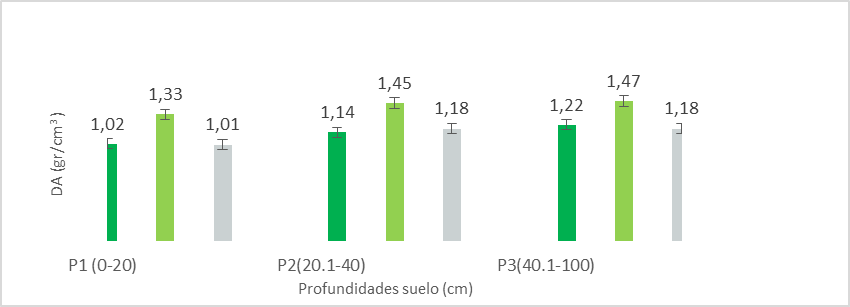 1,47
1,45
1,33
1,22
1,18
1,18
1,14
1,02
1,01
DA (gr/cm³)
P1 (0-20)
P2(20.1-40)
P3(40.1-100)
Profundidades suelo (cm)